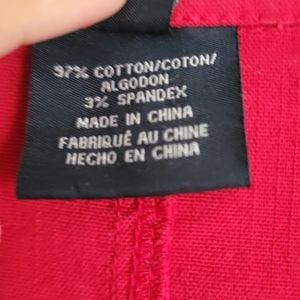 97% COTTON/COTON/
ALGODON
3% SPANDEX
MADE IN CHINA
FABRIQUÉ AU CHINE
HECHO EN CHINA